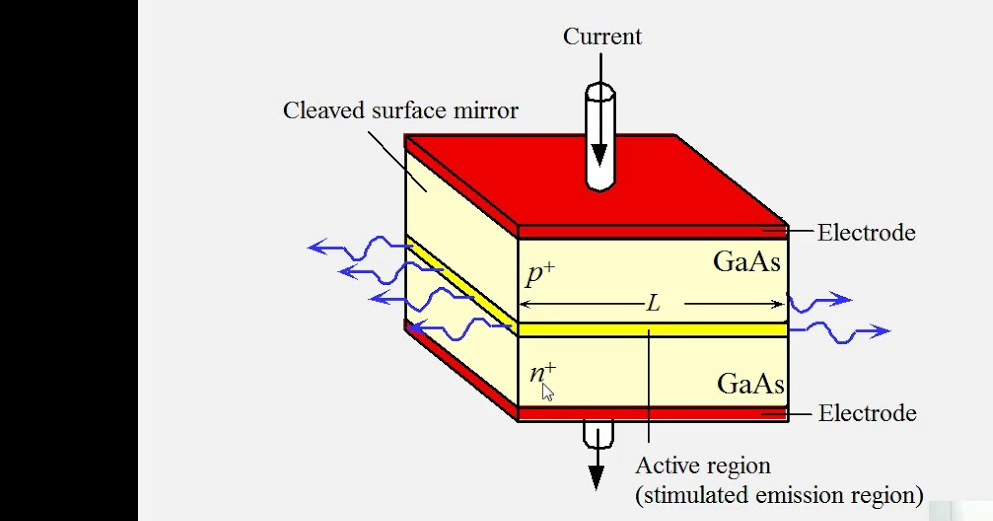 Current
Cleaved surface mirror
Electrode
GaAs
p+
L
n+
GaAs
Electrode
Active region
(stimulated emission region)